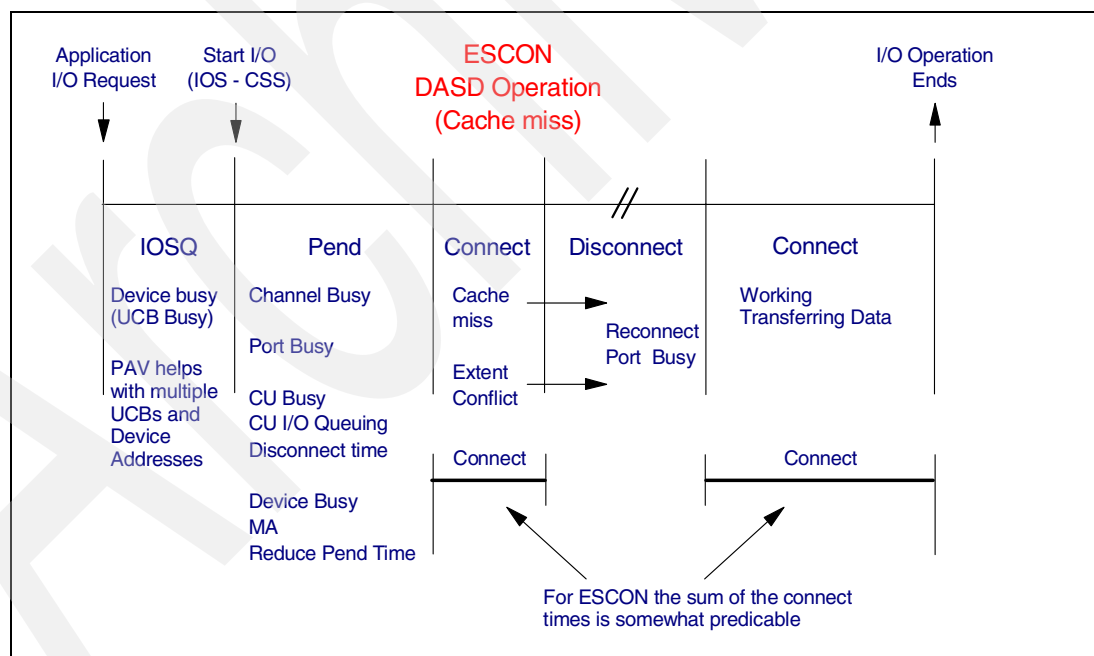 Application
I/O Request
Start I/O
(IOS - CSS)
ESCON
DASD Operation
(Cache miss)
I/O Operation
Ends
IOSQ
Pend
Connect
Disconnect
Connect
Device busy
(UCB Busy)
PAV helps
with multiple
UCBs and
Device
Addresses
Channel Busy
Port Busy
CU Busy
CU I/O Queuing
Disconnect time
Device Busy
MA
Reduce Pend Time
Cache
miss
Extent
Conflict
Reconnect
Port Busy
Working
Transferring Data
Connect
Connect
For ESCON the sum of the connect
times is somewhat predicable